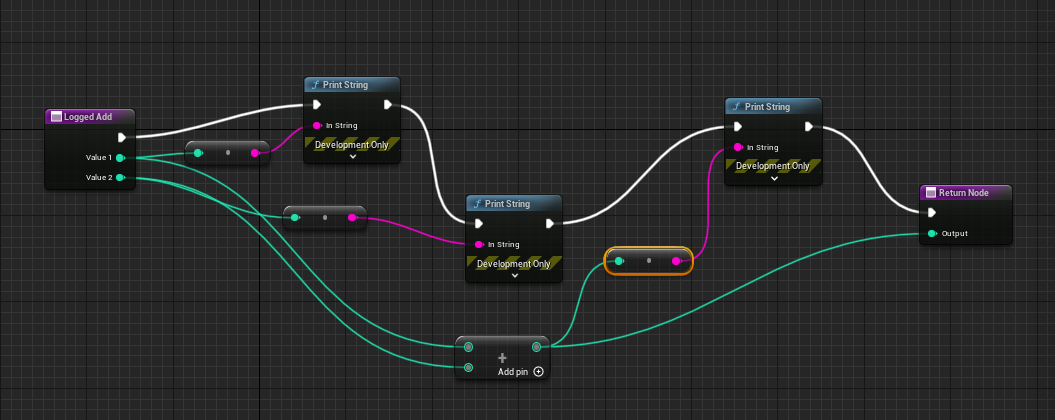 Logged Add
Value 1
Value 2
f Print String
In String
Development Only
f Print String
In String
Development Only
f Print String
In String
Development Only
Return Node
Output
+
Add pin